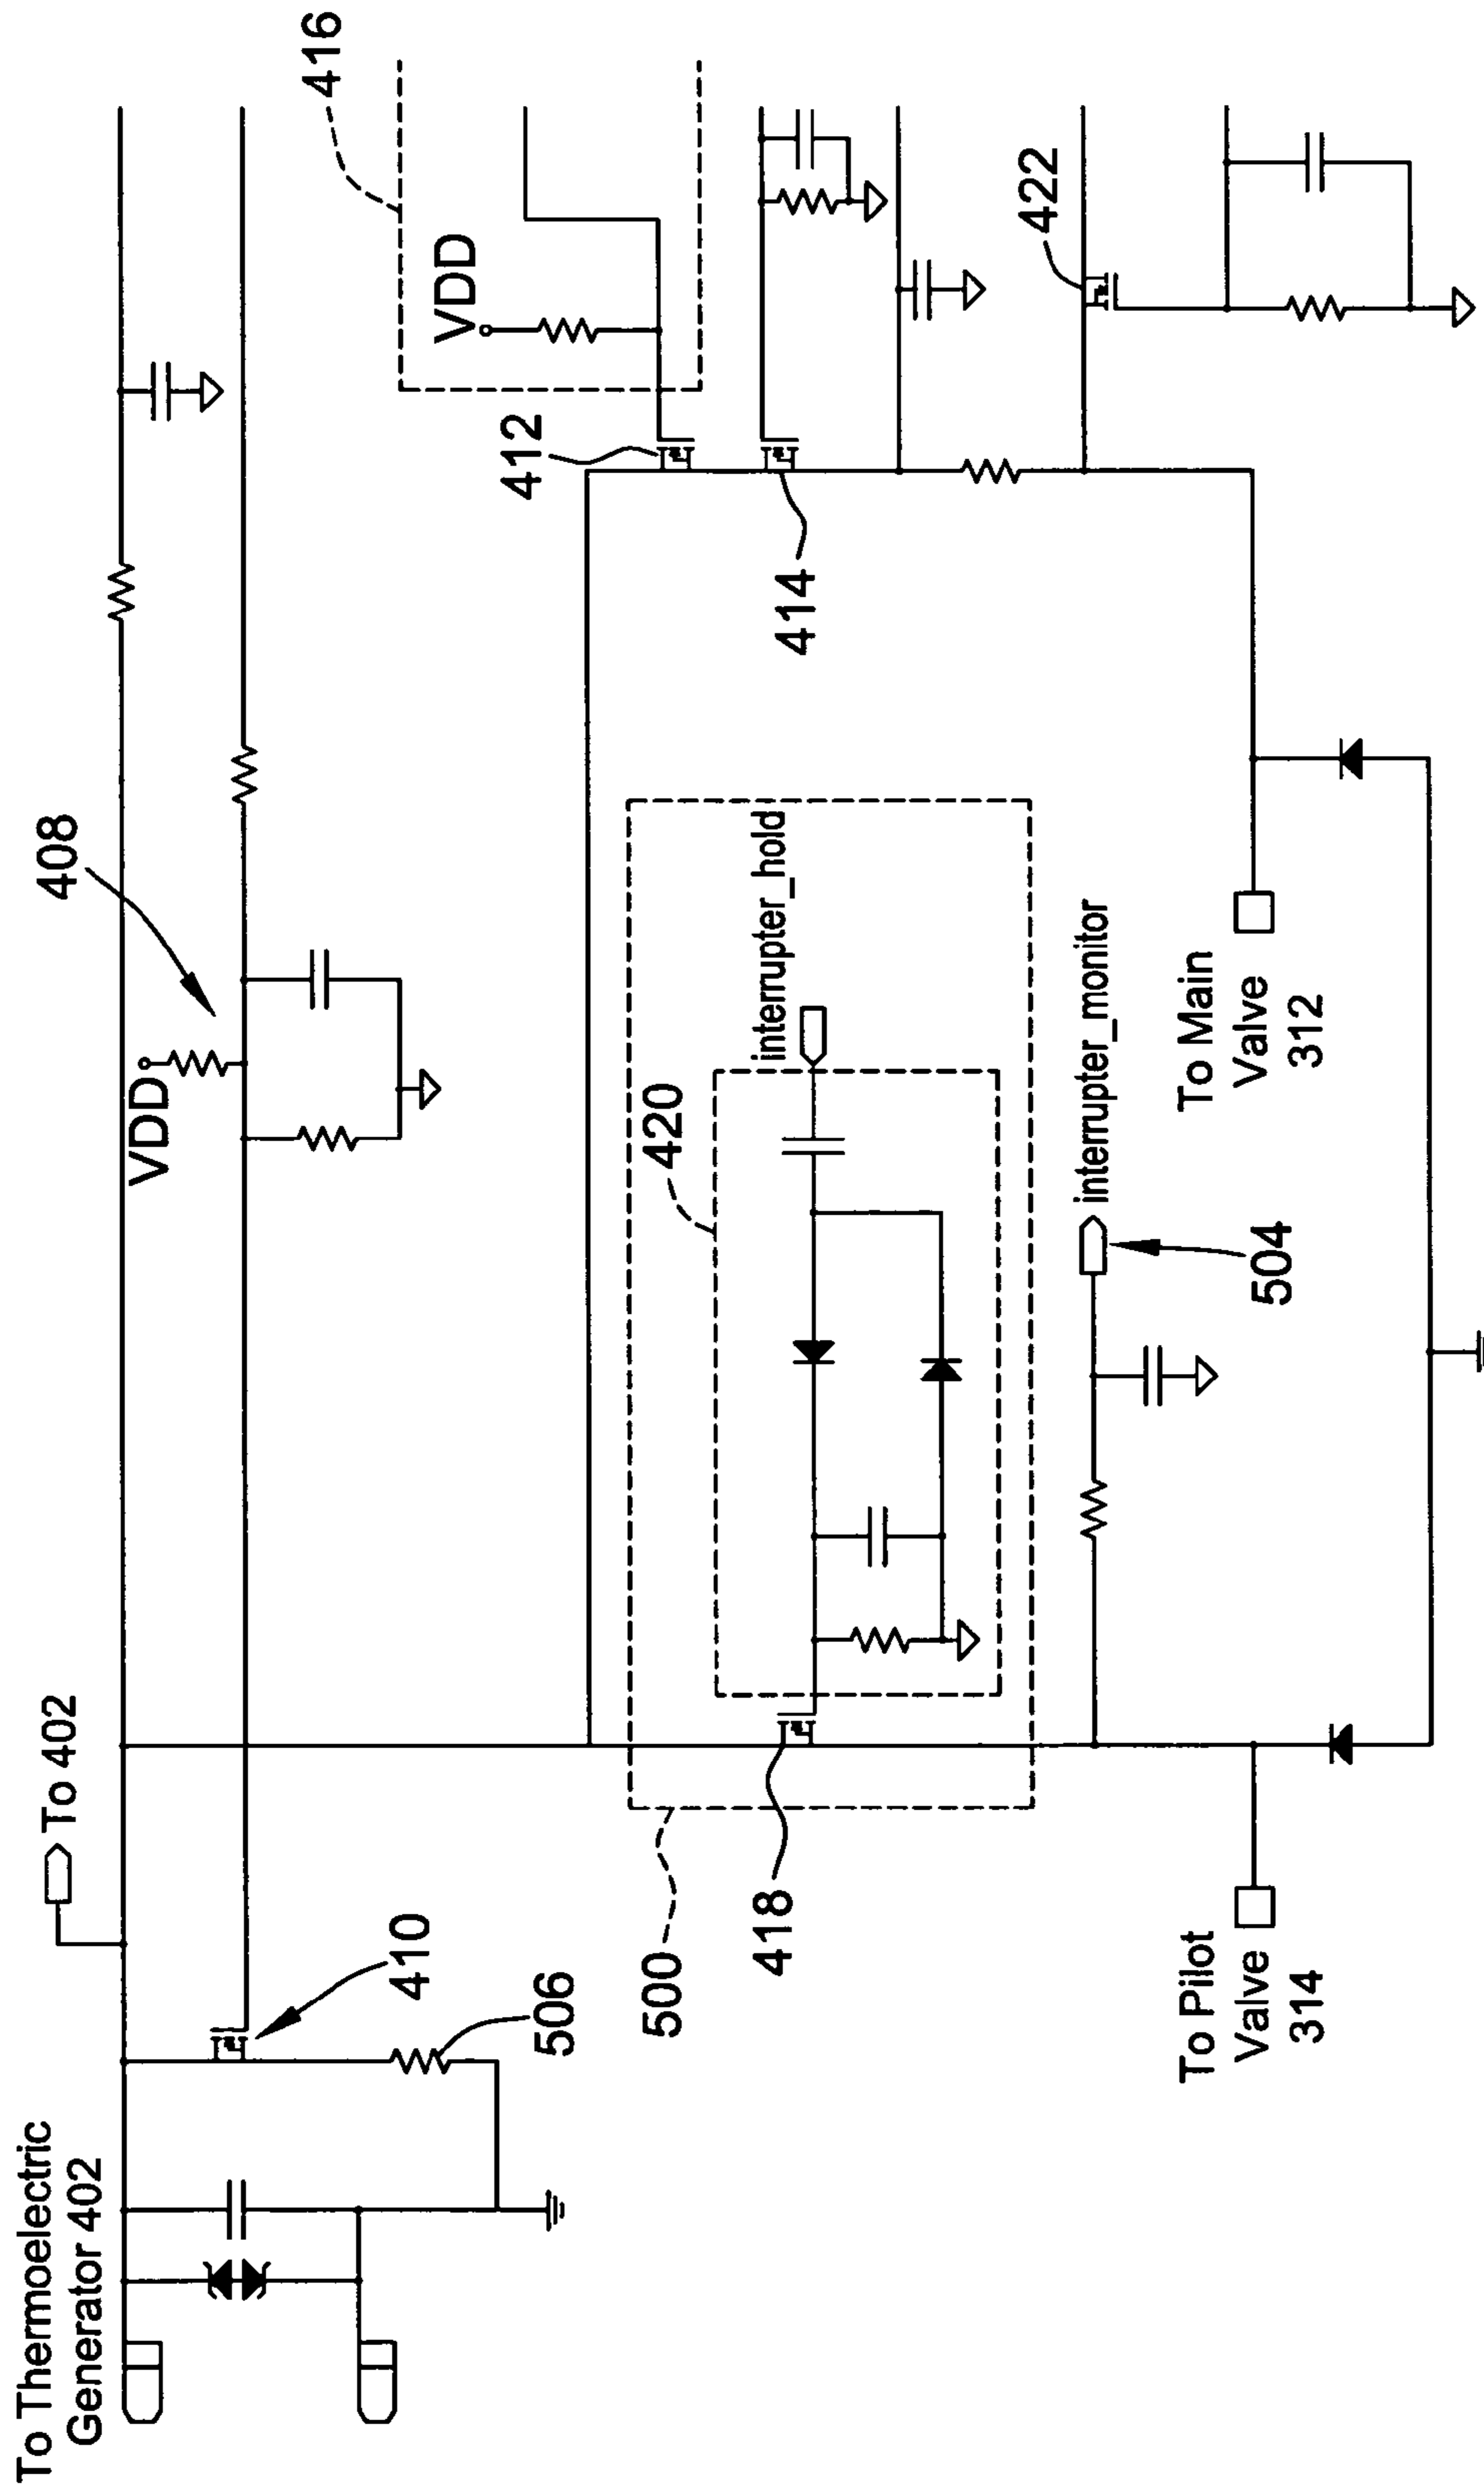 To Thermoelectric
Generator 402
To 402
410
506
VDD
408
416
VDD
412
414
422
500
418
420
interrupter_hold
interrupter_monitor
504
To Pilot
Valve
314
To Main
Valve
312